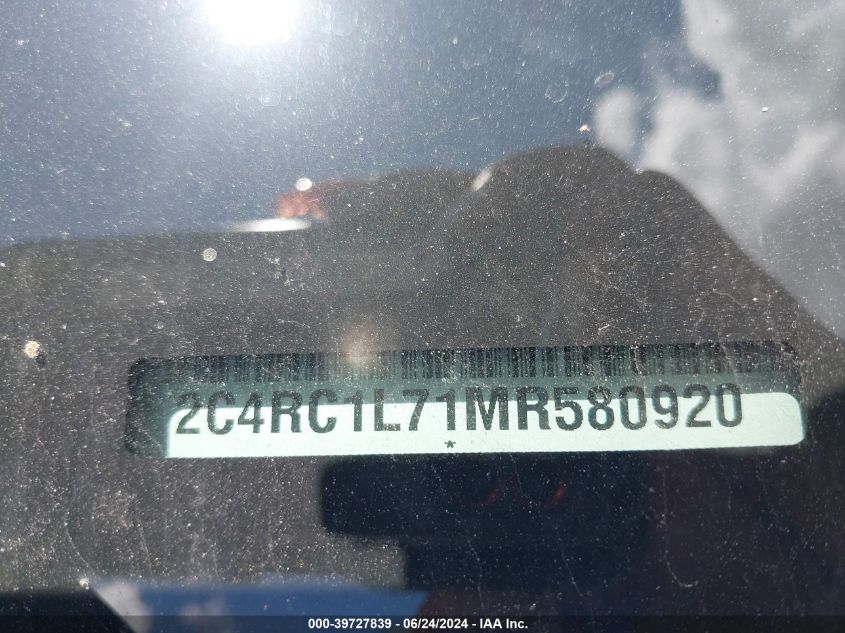 2C4RC1L71MR580920
*
000-39727839 - 06/24/2024 - IAA Inc.